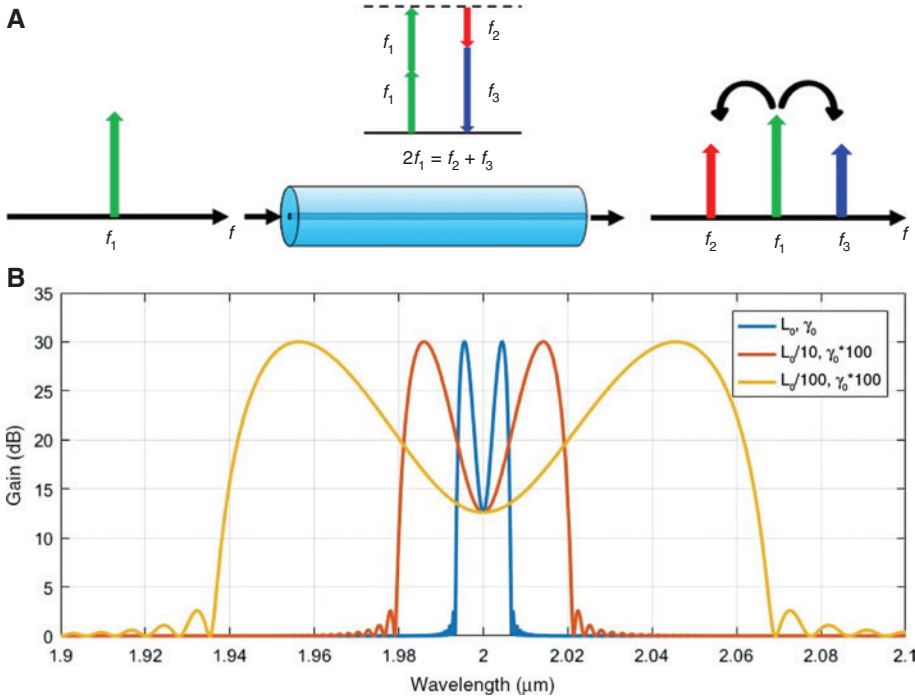 A
f1
f1
f2
f3
2f1 = f2 + f3
f1
f
f2
f1
f3
f
B
Gain (dB)
35
30
25
20
15
10
5
0
L0, γ0
L0/10, γ0*100
L0/100, γ0*100
1.9
1.92
1.94
1.96
1.98
2
2.02
2.04
2.06
2.08
2.1
Wavelength (μm)